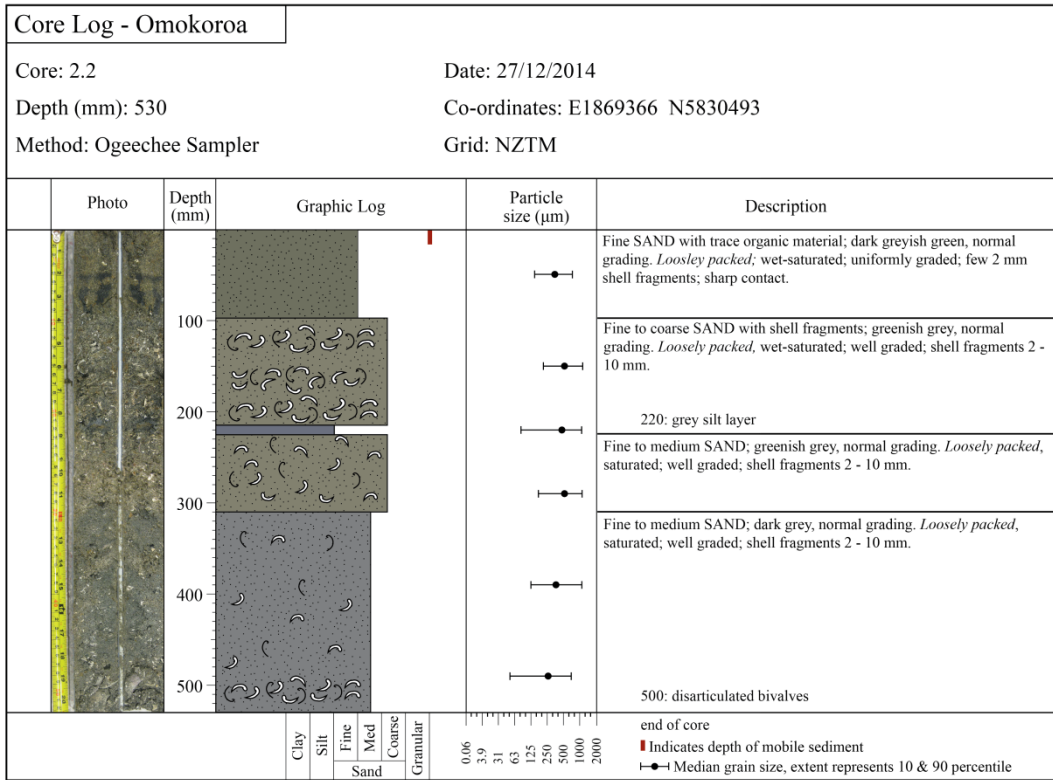 Core Log - Omokoroa
Core: 2.2
Date: 27/12/2014
Depth (mm): 530
Co-ordinates: E1869366 N5830493
Method: Ogeechee Sampler
Grid: NZTM
Photo
Depth
(mm)
Graphic Log
Particle
size (μm)
Description
Fine SAND with trace organic material; dark greyish green, normal
grading. Loosley packed; wet-saturated; uniformly graded; few 2 mm
shell fragments; sharp contact.
100
Fine to coarse SAND with shell fragments; greenish grey, normal
grading. Loosely packed, wet-saturated; well graded; shell fragments 2 -
10 mm.
200
220: grey silt layer
Fine to medium SAND; greenish grey, normal grading. Loosely packed,
saturated; well graded; shell fragments 2 - 10 mm.
300
Fine to medium SAND; dark grey, normal grading. Loosely packed,
saturated; well graded; shell fragments 2 - 10 mm.
400
500
500: disarticulated bivalves
Clay
Silt
Fine
Med
Coarse
Granular
Sand
0.06
3.9
31
63
125
250
500
1000
2000
end of core
Indicates depth of mobile sediment
Median grain size, extent represents 10 & 90 percentile